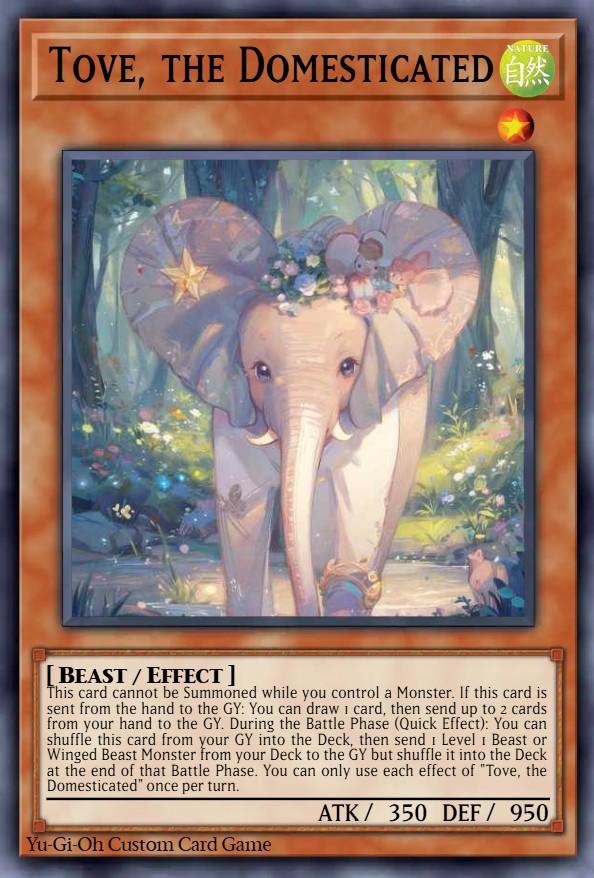 Tove, the Domesticated
NATURE
自然
[ Beast / Effect ]
This card cannot be Summoned while you control a Monster. If this card is
sent from the hand to the GY: You can draw 1 card, then send up to 2 cards
from your hand to the GY. During the Battle Phase (Quick Effect): You can
shuffle this card from your GY into the Deck, then send 1 Level 1 Beast or
Winged Beast Monster from your Deck to the GY but shuffle it into the Deck
at the end of that Battle Phase. You can only use each effect of "Tove, the
Domesticated" once per turn.
ATK / 350 DEF / 950
Yu-Gi-Oh Custom Card Game